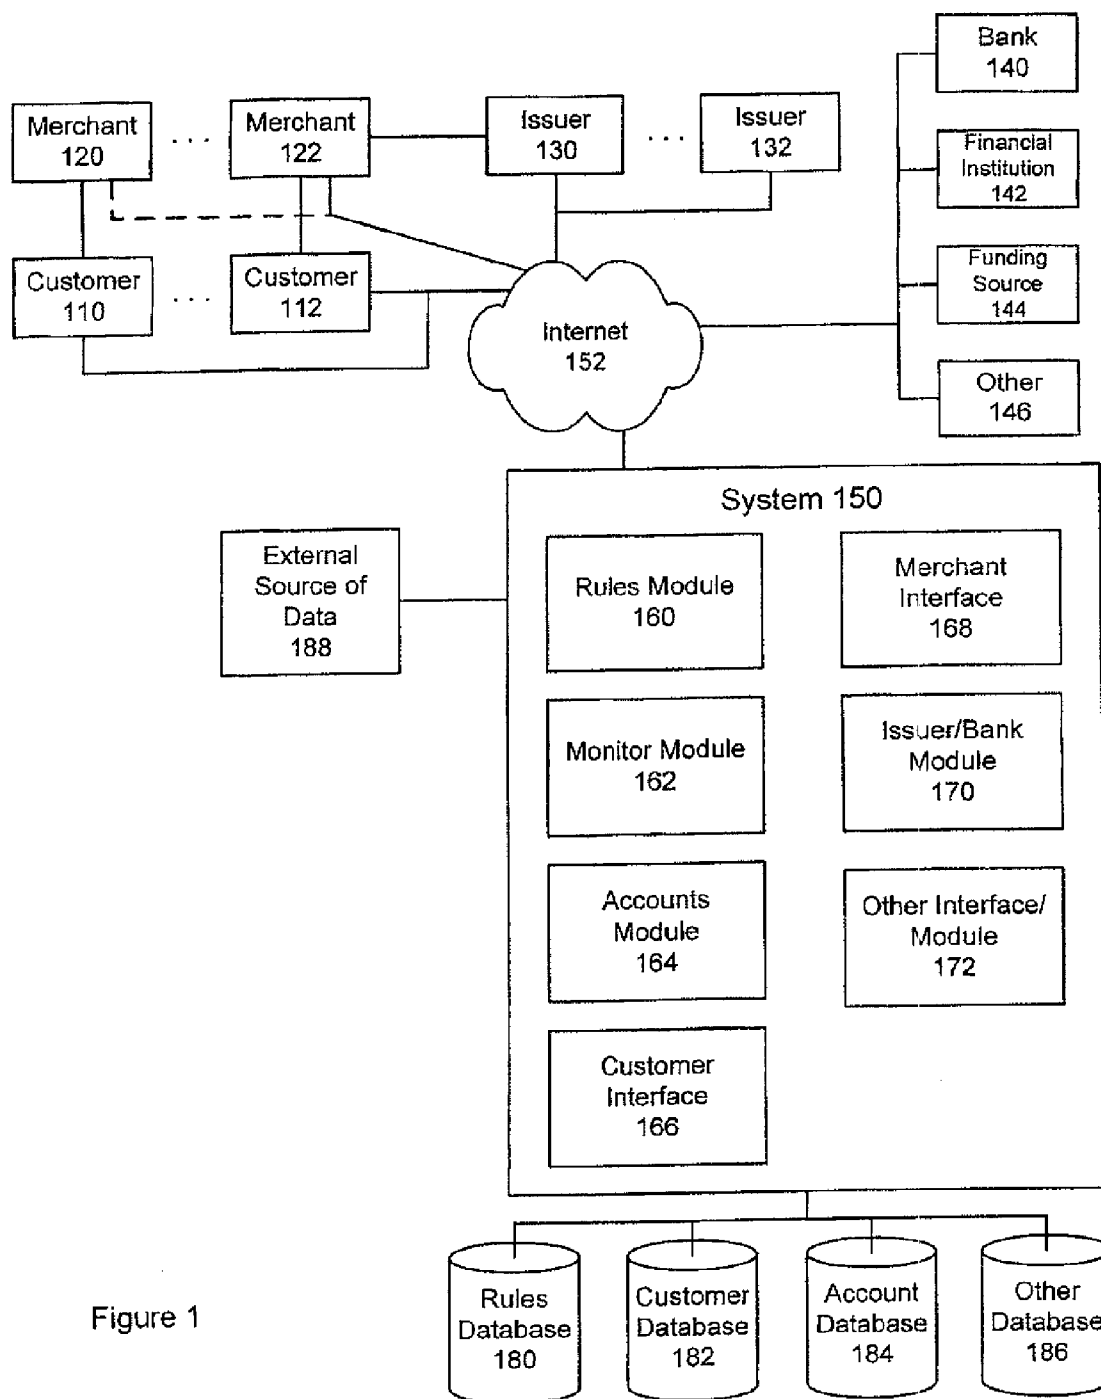 Bank
140
Merchant
120
. . .
Merchant
122
Issuer
130
. . .
Issuer
132
Financial
Institution
142
Customer
110
. . .
Customer
112
Funding
Source
144
Internet
152
Other
146
System 150
External
Source of
Data
188
Rules Module
160
Merchant
Interface
168
Monitor Module
162
Issuer/Bank
Module
170
Accounts
Module
164
Other Interface/
Module
172
Customer
Interface
166
Figure 1
Rules
Database
180
Customer
Database
182
Account
Database
184
Other
Database
186